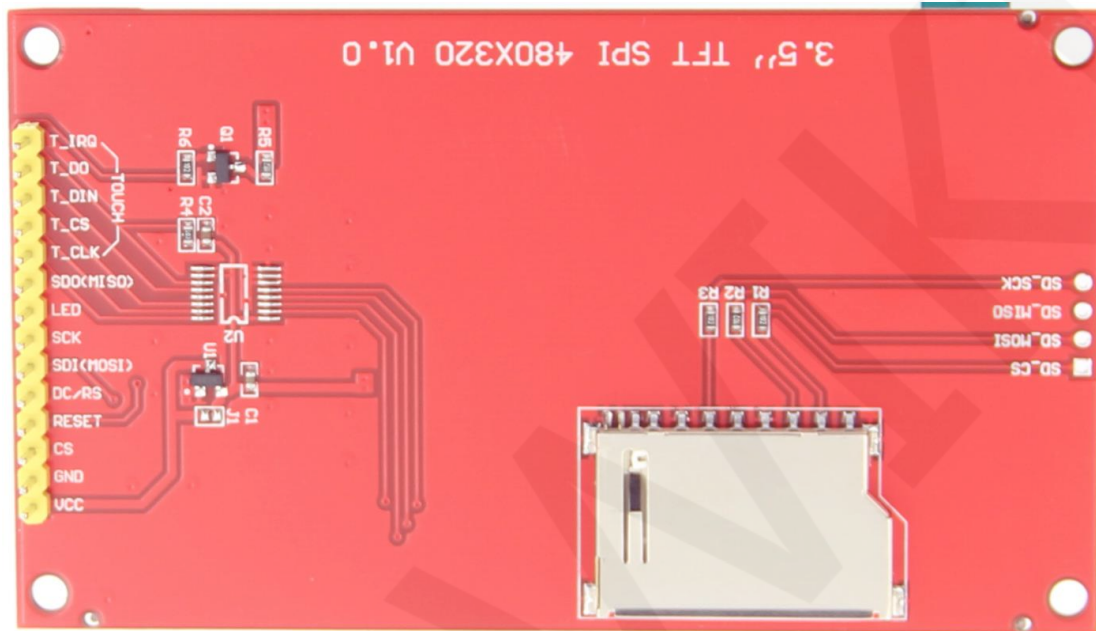 3.5'' TFT SPI 480X320 V1.0
T_IRQ
T_DO
T_DIN
T_CS
T_CLK
TOUCH
SDO(MISO)
LED
SCK
SDI(MOSI)
DC/RS
RESET
CS
GND
VCC
R6
Q1
R5
R4
C2
U2
U1
J1
C1
R3
R2
R1
SD_SCK
SD_MISO
SD_MOSI
SD_CS